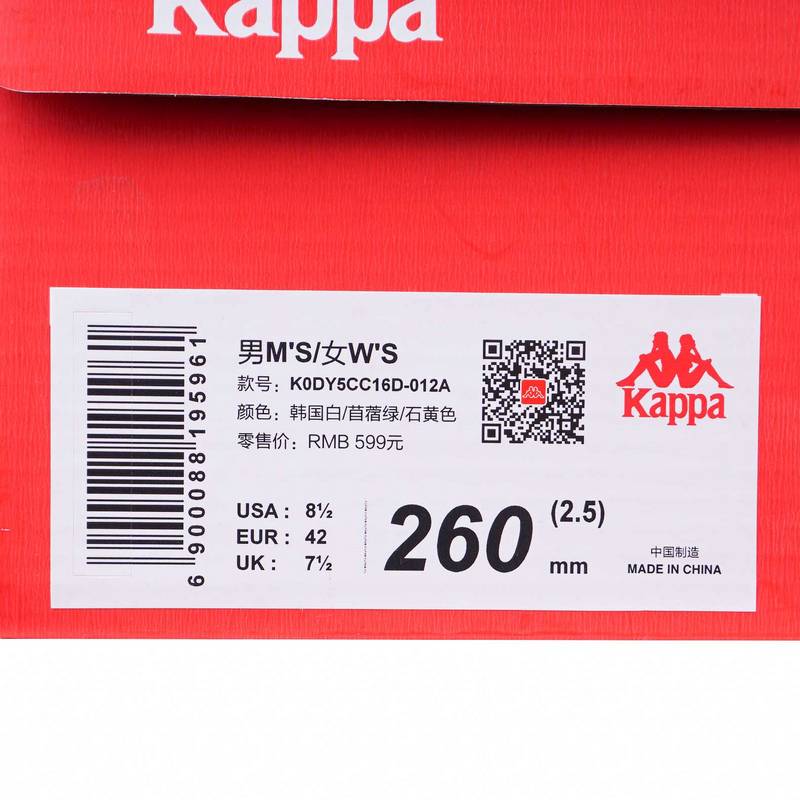 Kappa
男M'S/女W'S
款号：K0DY5CC16D-012A
颜色：韩国白/苜蓿绿/石黄色
零售价：RMB 599元
USA： 8½
EUR： 42
UK： 7½
260 (2.5)
mm
Kappa
中国制造
MADE IN CHINA
6900088195961